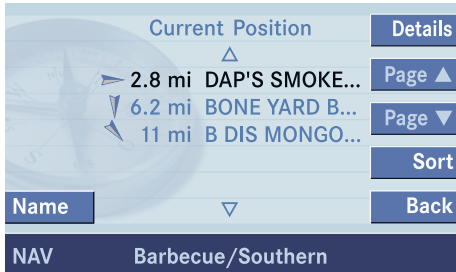 Current Position
Details
2.8 mi DAP'S SMOKE...
Page ▲
6.2 mi BONE YARD B...
Page ▼
11 mi B DIS MONGO...
Sort
Name
Back
NAV Barbecue/Southern